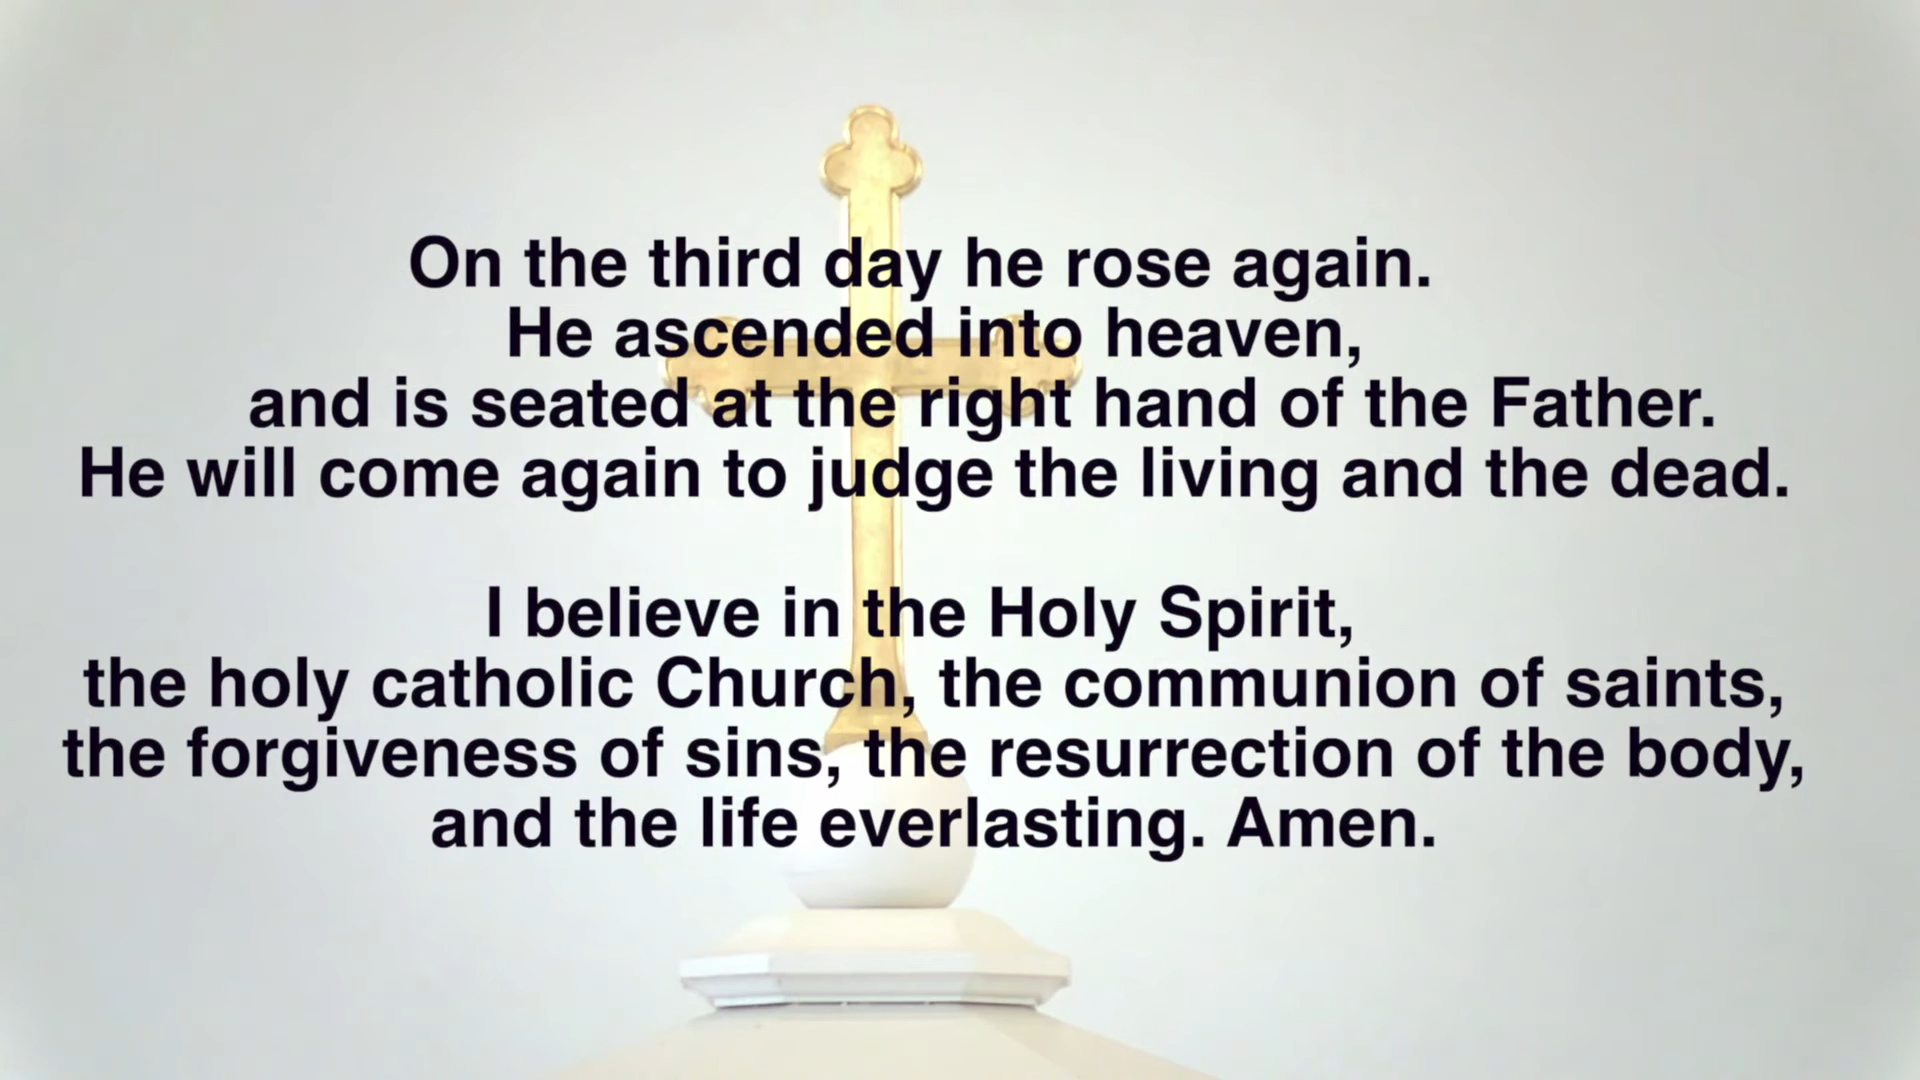 On the third day he rose again.
He ascended into heaven,
and is seated at the right hand of the Father.
He will come again to judge the living and the dead.
I believe in the Holy Spirit,
the holy catholic Church, the communion of saints,
the forgiveness of sins, the resurrection of the body,
and the life everlasting. Amen.